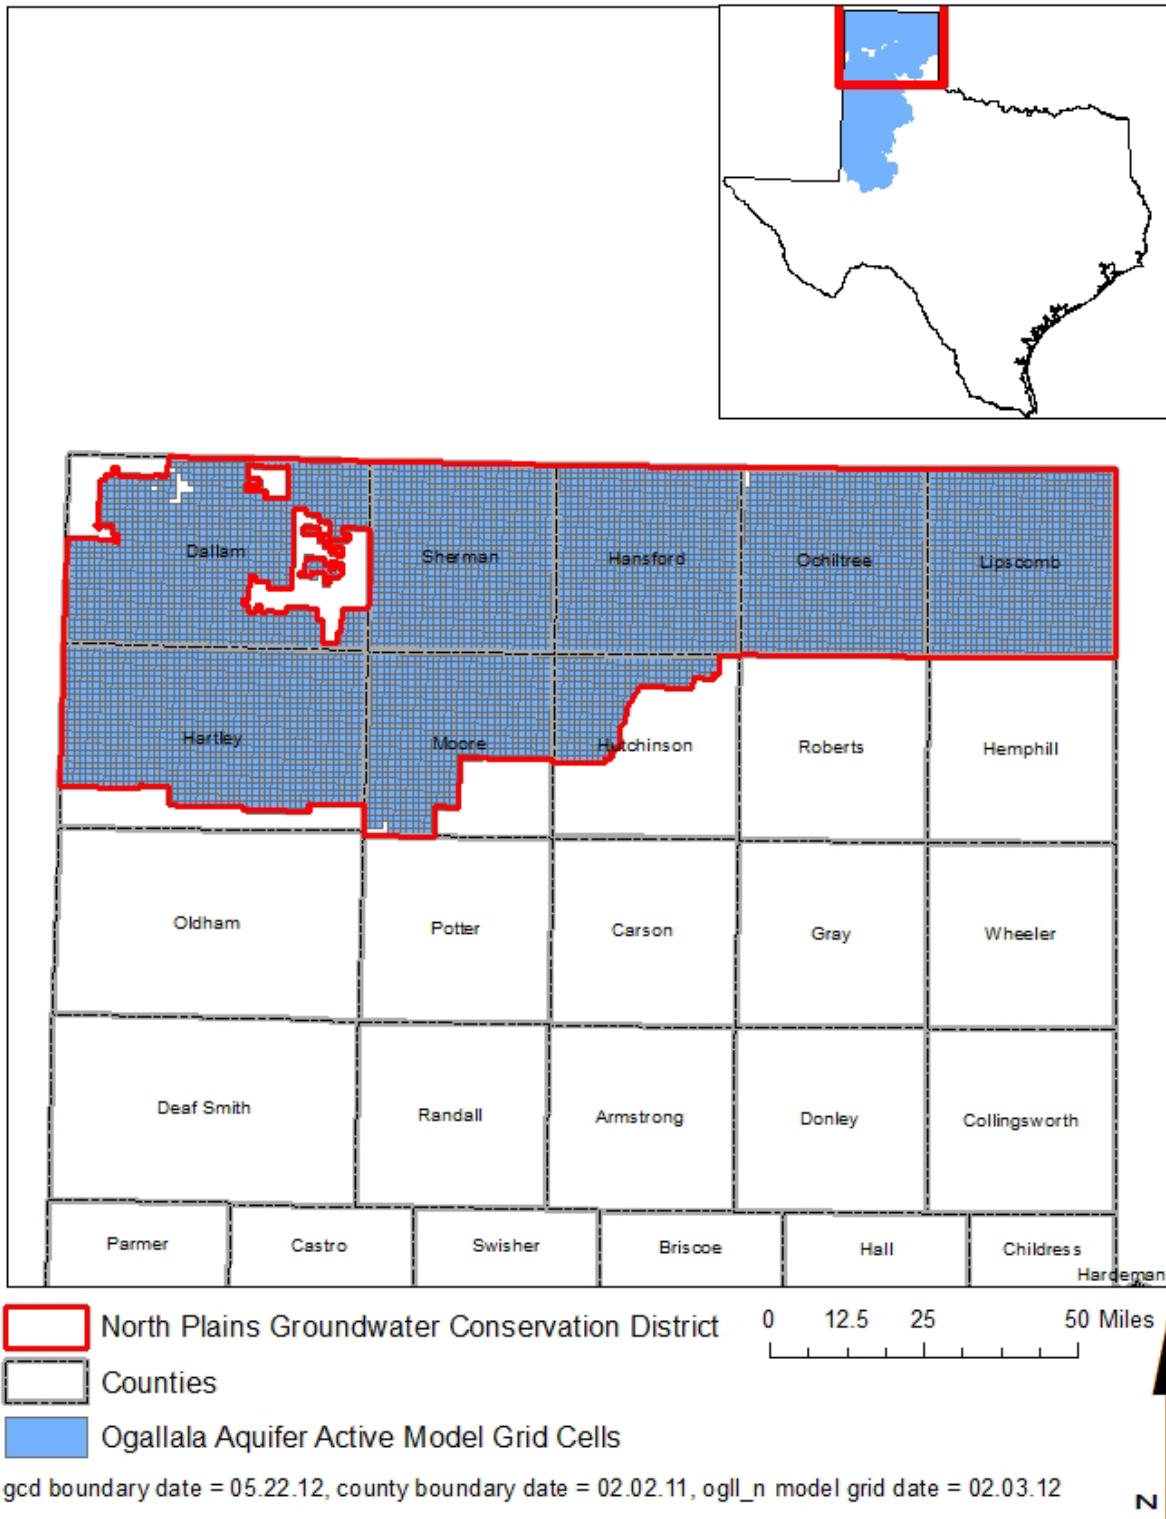 Dallam
Sherman
Hansford
Ochiltree
Lipscomb
Hartley
Moore
Hutchinson
Roberts
Hemphill
Oldham
Potter
Carson
Gray
Wheeler
Deaf Smith
Randall
Armstrong
Donley
Collingsworth
Parmer
Castro
Swisher
Briscoe
Hall
Childress
Hardeman
North Plains Groundwater Conservation District
0 12.5 25 50 Miles
Counties
Ogallala Aquifer Active Model Grid Cells
gcd boundary date = 05.22.12, county boundary date = 02.02.11, ogll_n model grid date = 02.03.12
N